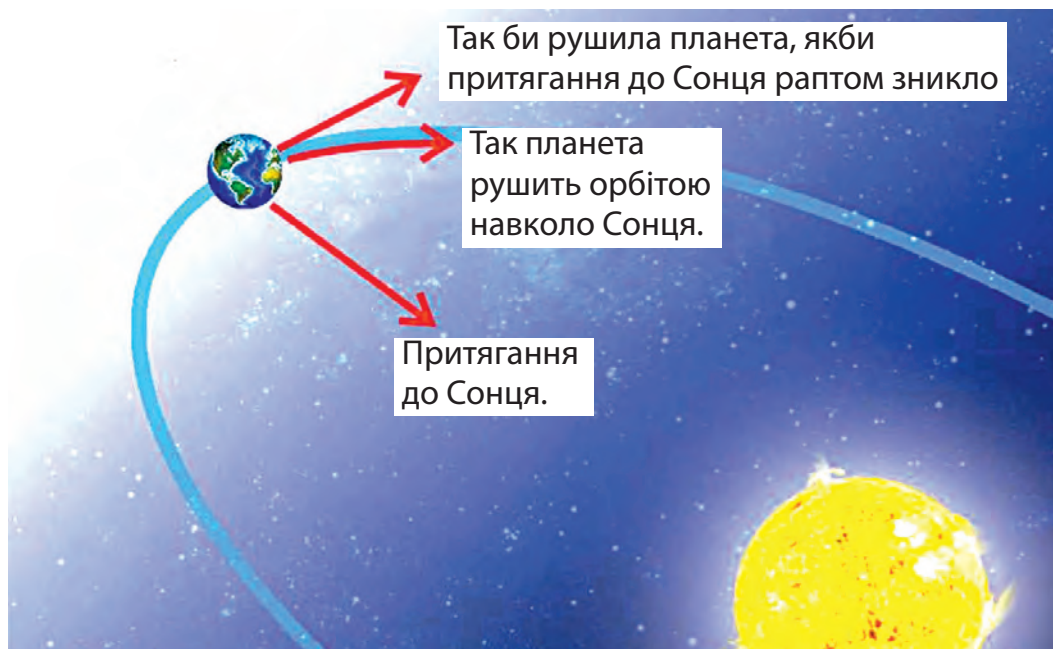 Так би рушила планета, якби
притягання до Сонця раптом зникло
Так планета
рушить орбітою
навколо Сонця.
Притягання
до Сонця.